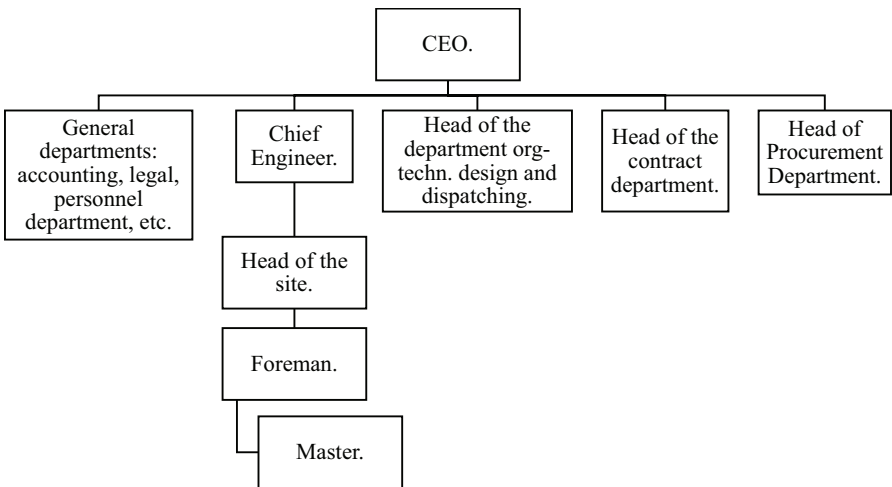 CEO.
General
departments:
accounting, legal,
personnel
department, etc.
Chief
Engineer.
Head of the
department org-
techn. design and
dispatching.
Head of the
contract
department.
Head of
Procurement
Department.
Head of the
site.
Foreman.
Master.